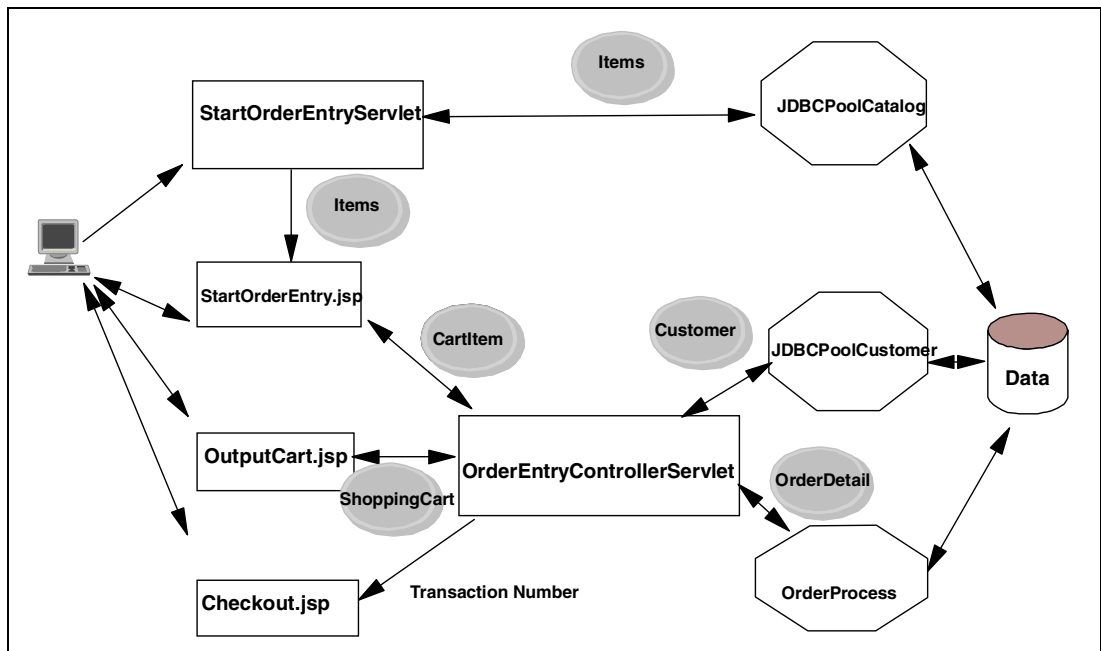 Items
StartOrderEntryServlet
JDBCPoolCatalog
Items
StartOrderEntry.jsp
CartItem
Customer
JDBCPoolCustomer
Data
OutputCart.jsp
ShoppingCart
OrderEntryControllerServlet
OrderDetail
Checkout.jsp
Transaction Number
OrderProcess